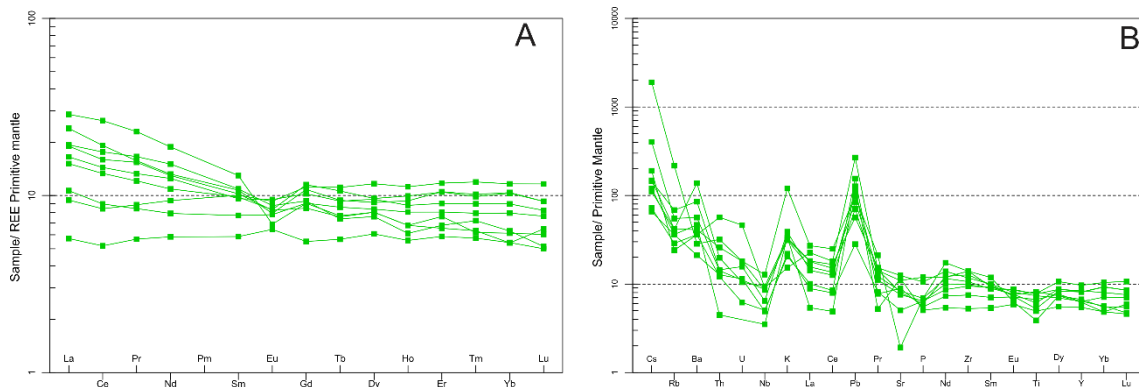 A
Sample/ REE Primitive mantle
100
10
1
La Pr Pm Eu Tb Ho Tm Lu
Ce Nd Sm Gd Dv Er Yb
B
Sample/ Primitive Mantle
10000
1000
100
10
1
Cs Ba U K Ce Pr P Zr Eu Dy Yb
Rb Th Nb La Pb Sr Nd Sm Ti Y Lu